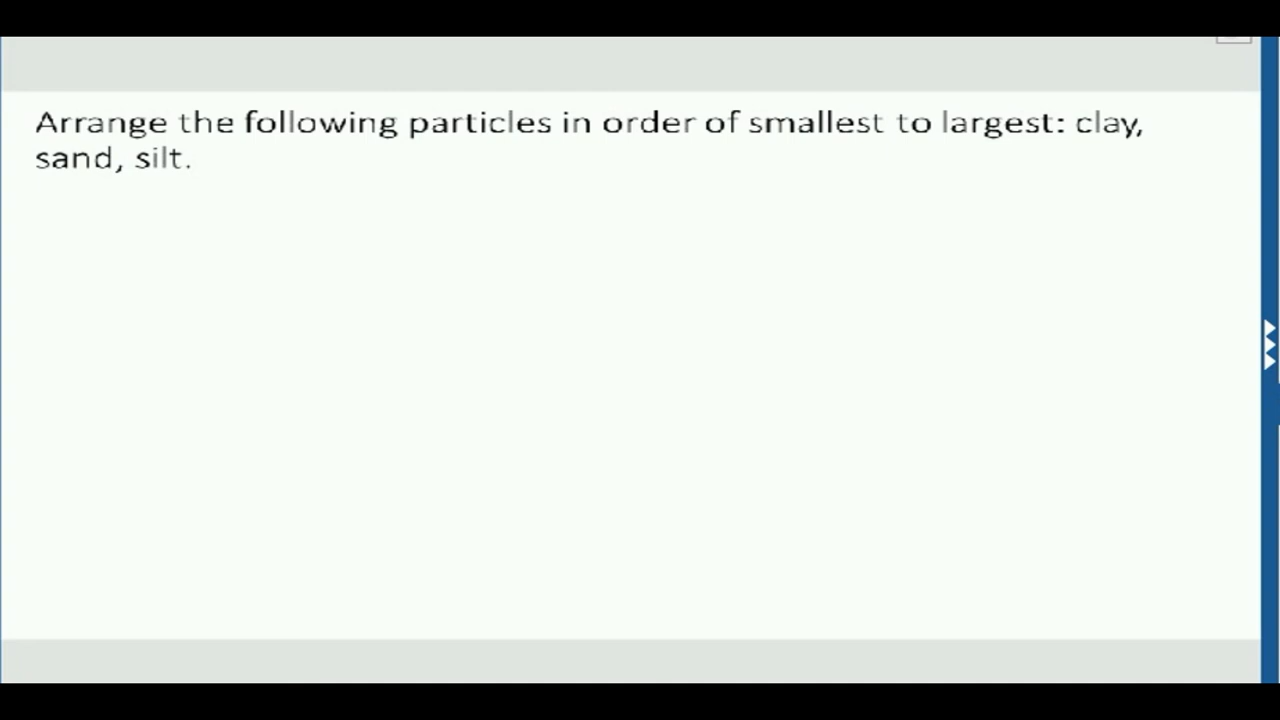 Arrange the following particles in order of smallest to largest: clay,
sand, silt.